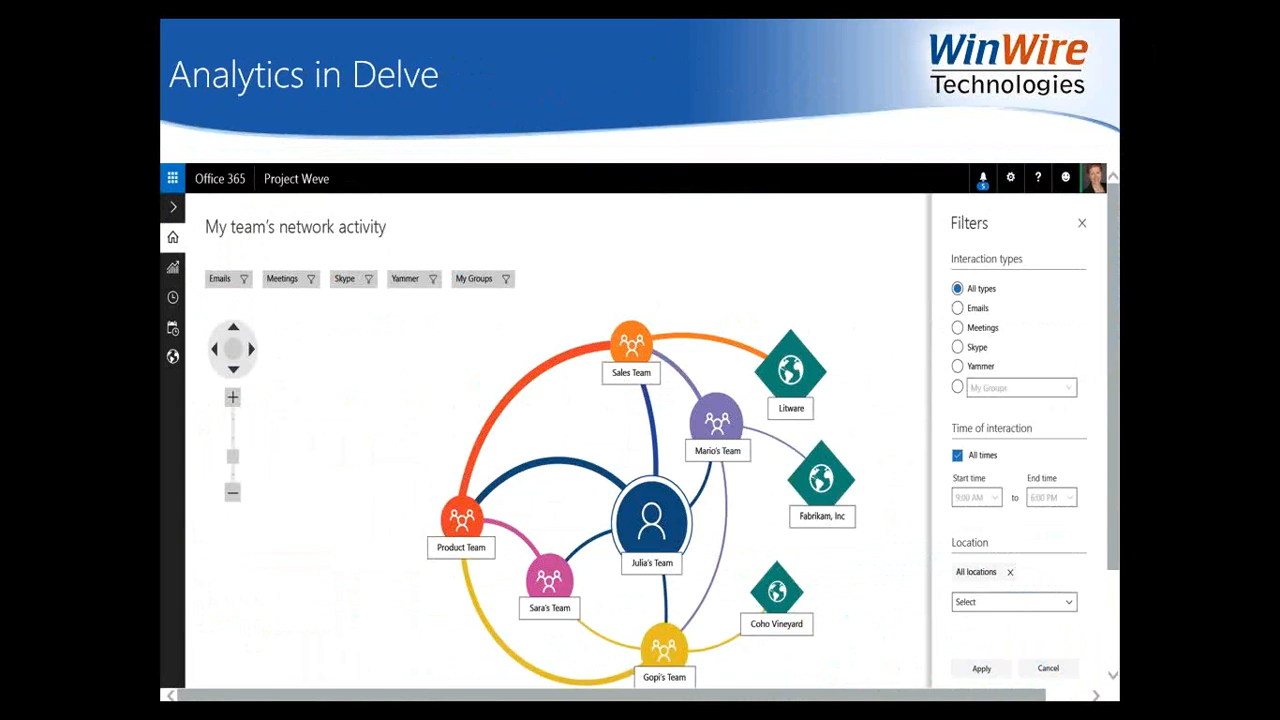 Analytics in Delve
WinWire
Technologies
Office 365
Project Weve
5
?
My team's network activity
Emails
Meetings
Skype
Yammer
My Groups
Sales Team
Litware
Mario's Team
Fabrikam, Inc
Product Team
Julia's Team
Sara's Team
Coho Vineyard
Gopi's Team
Filters
Interaction types
All types
Emails
Meetings
Skype
Yammer
My Groups
Time of interaction
All times
Start time End time
9:00 AM to 6:00 PM
Location
All locations X
Select
Apply Cancel